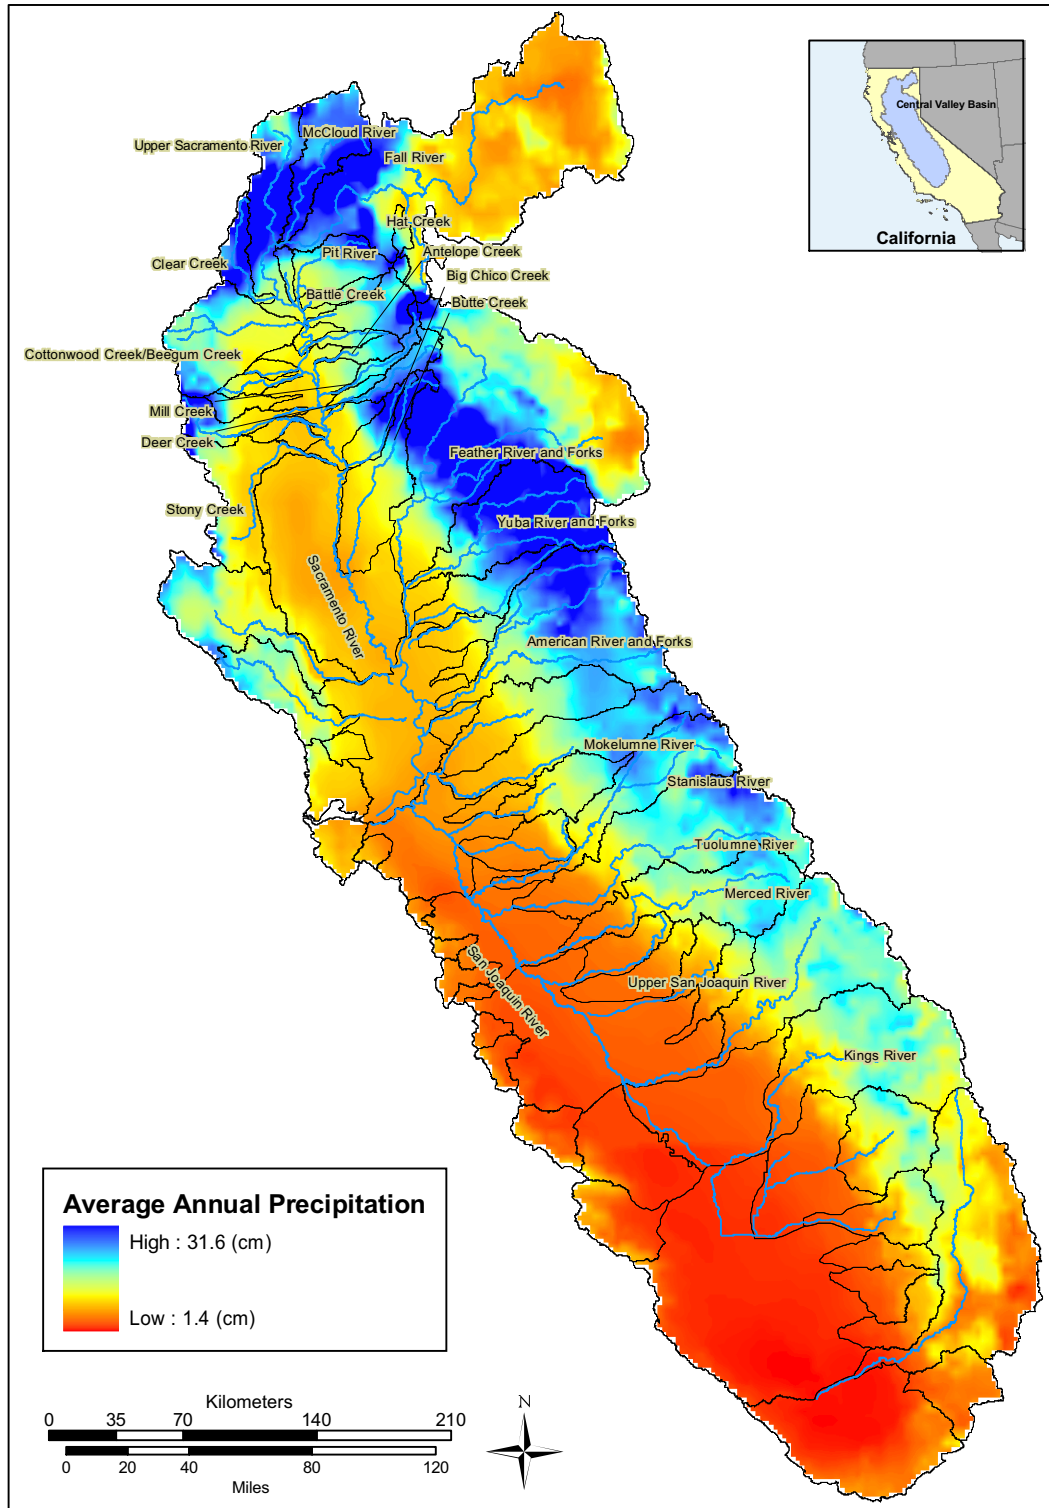 Central Valley Basin
California
McCloud River
Upper Sacramento River
Fall River
Hat Creek
Pit River
Antelope Creek
Clear Creek
Big Chico Creek
Battle Creek
Butte Creek
Cottonwood Creek/Beegum Creek
Mill Creek
Deer Creek
Feather River and Forks
Stony Creek
Yuba River and Forks
Sacramento River
American River and Forks
Mokelumne River
Stanislaus River
Tuolumne River
Merced River
San Joaquin River
Upper San Joaquin River
Kings River
Average Annual Precipitation
High : 31.6 (cm)
Low : 1.4 (cm)
Kilometers
0 35 70 140 210
0 20 40 80 120
Miles
N